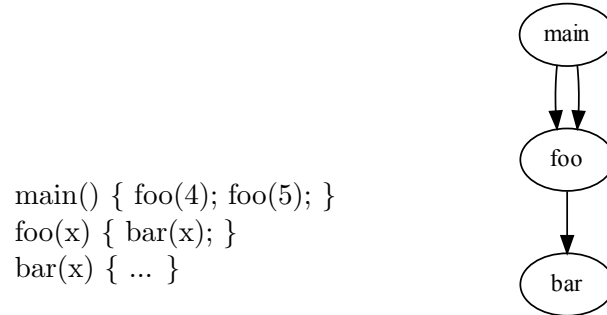 main
foo
main() { foo(4); foo(5); }
foo(x) { bar(x); }
bar(x) { ... }
bar